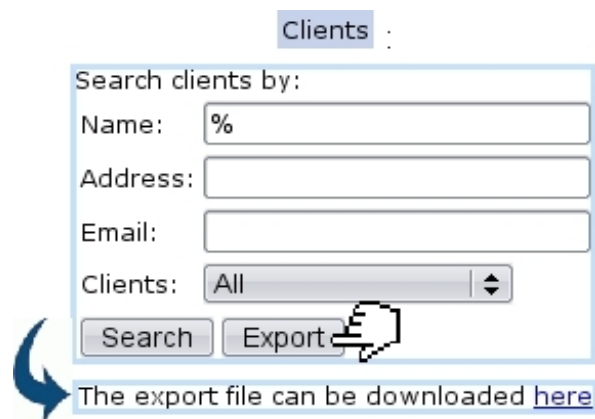 Clients :
Search clients by:
Name: %
Address:
Email:
Clients: All
Search Export
The export file can be downloaded here